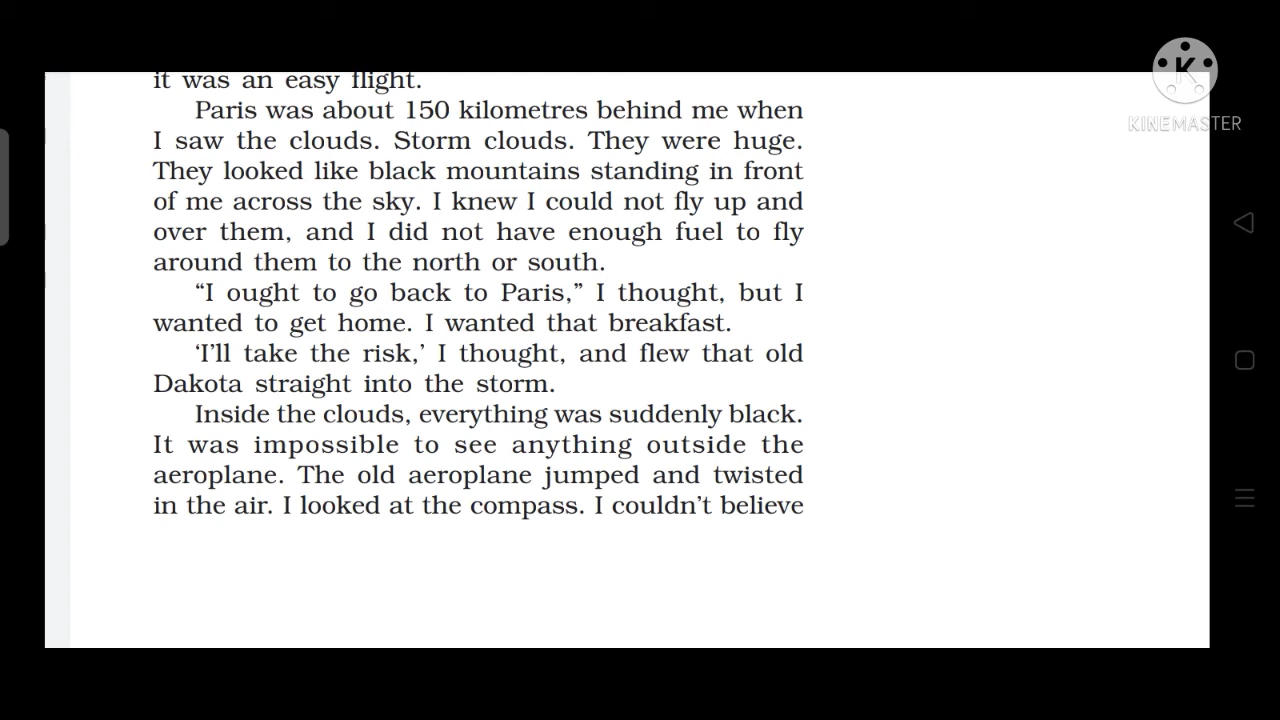 it was an easy flight.
Paris was about 150 kilometres behind me when
I saw the clouds. Storm clouds. They were huge.
They looked like black mountains standing in front
of me across the sky. I knew I could not fly up and
over them, and I did not have enough fuel to fly
around them to the north or south.
“I ought to go back to Paris,” I thought, but I
wanted to get home. I wanted that breakfast.
‘I’ll take the risk,’ I thought, and flew that old
Dakota straight into the storm.
Inside the clouds, everything was suddenly black.
It was impossible to see anything outside the
aeroplane. The old aeroplane jumped and twisted
in the air. I looked at the compass. I couldn’t believe
K
KINEMASTER